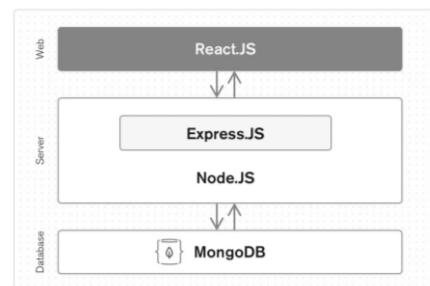 Web
React.JS
Server
Express.JS
Node.JS
Database
MongoDB